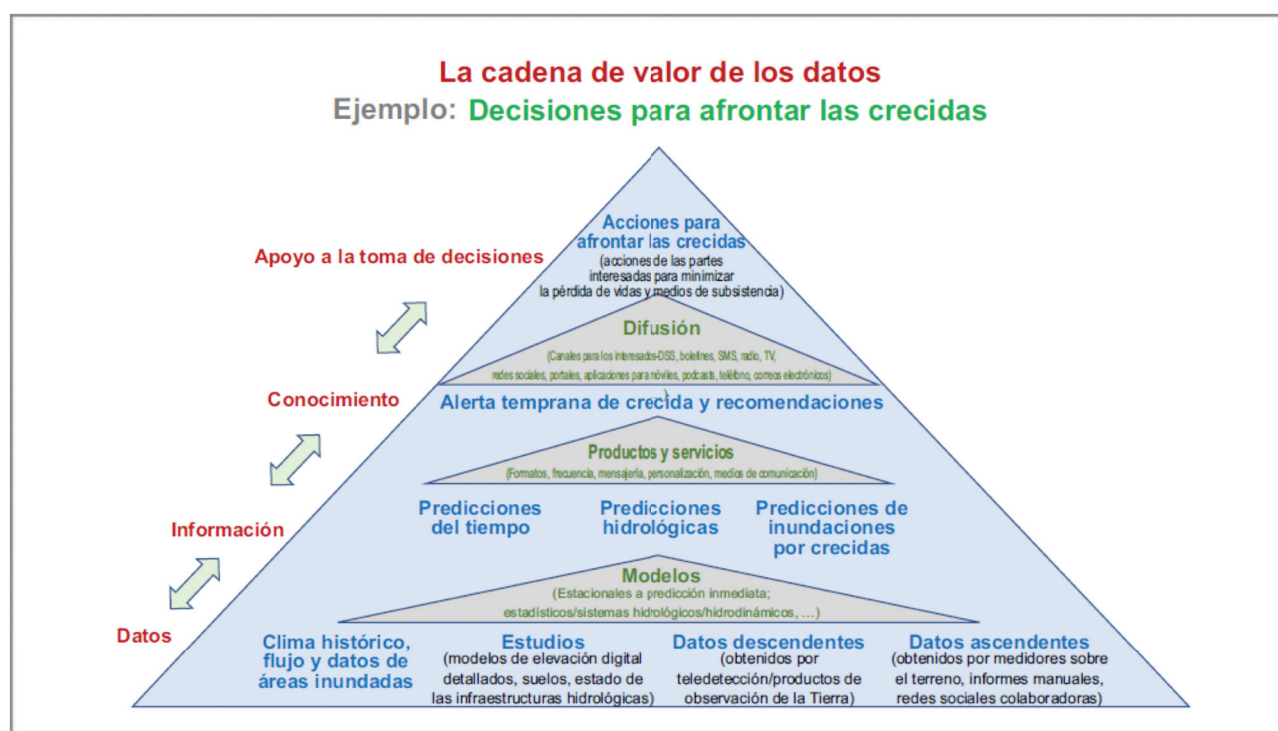 La cadena de valor de los datos
Ejemplo: Decisiones para afrontar las crecidas
Acciones para
afrontar las crecidas
(acciones de las partes
interesadas para minimizar
la pérdida de vidas y medios de subsistencia)
Apoyo a la toma de decisiones
Difusión
(Canales para los interesados-DSS, boletines, SMS, radio, TV,
redes sociales, portales, aplicaciones para móviles, podcasts, teléfono, correos electrónicos)
)
Conocimiento
Alerta temprana de crecida y recomendaciones
Productos y servicios
(Formatos, frecuencia, mensajería, personalización, medios de comunicación)
Información
Predicciones
del tiempo
Predicciones
hidrológicas
Predicciones de
inundaciones
por crecidas
Modelos
(Estacionales a predicción inmediata;
estadísticos/sistemas hidrológicos/hidrodinámicos, ...)
Datos
Clima histórico,
flujo y datos de
áreas inundadas
Estudios
(modelos de elevación digital
detallados, suelos, estado de
las infraestructuras hidrológicas)
Datos descendentes
(obtenidos por
teledetección/productos de
observación de la Tierra)
Datos ascendentes
(obtenidos por medidores sobre
el terreno, informes manuales,
redes sociales colaboradoras)